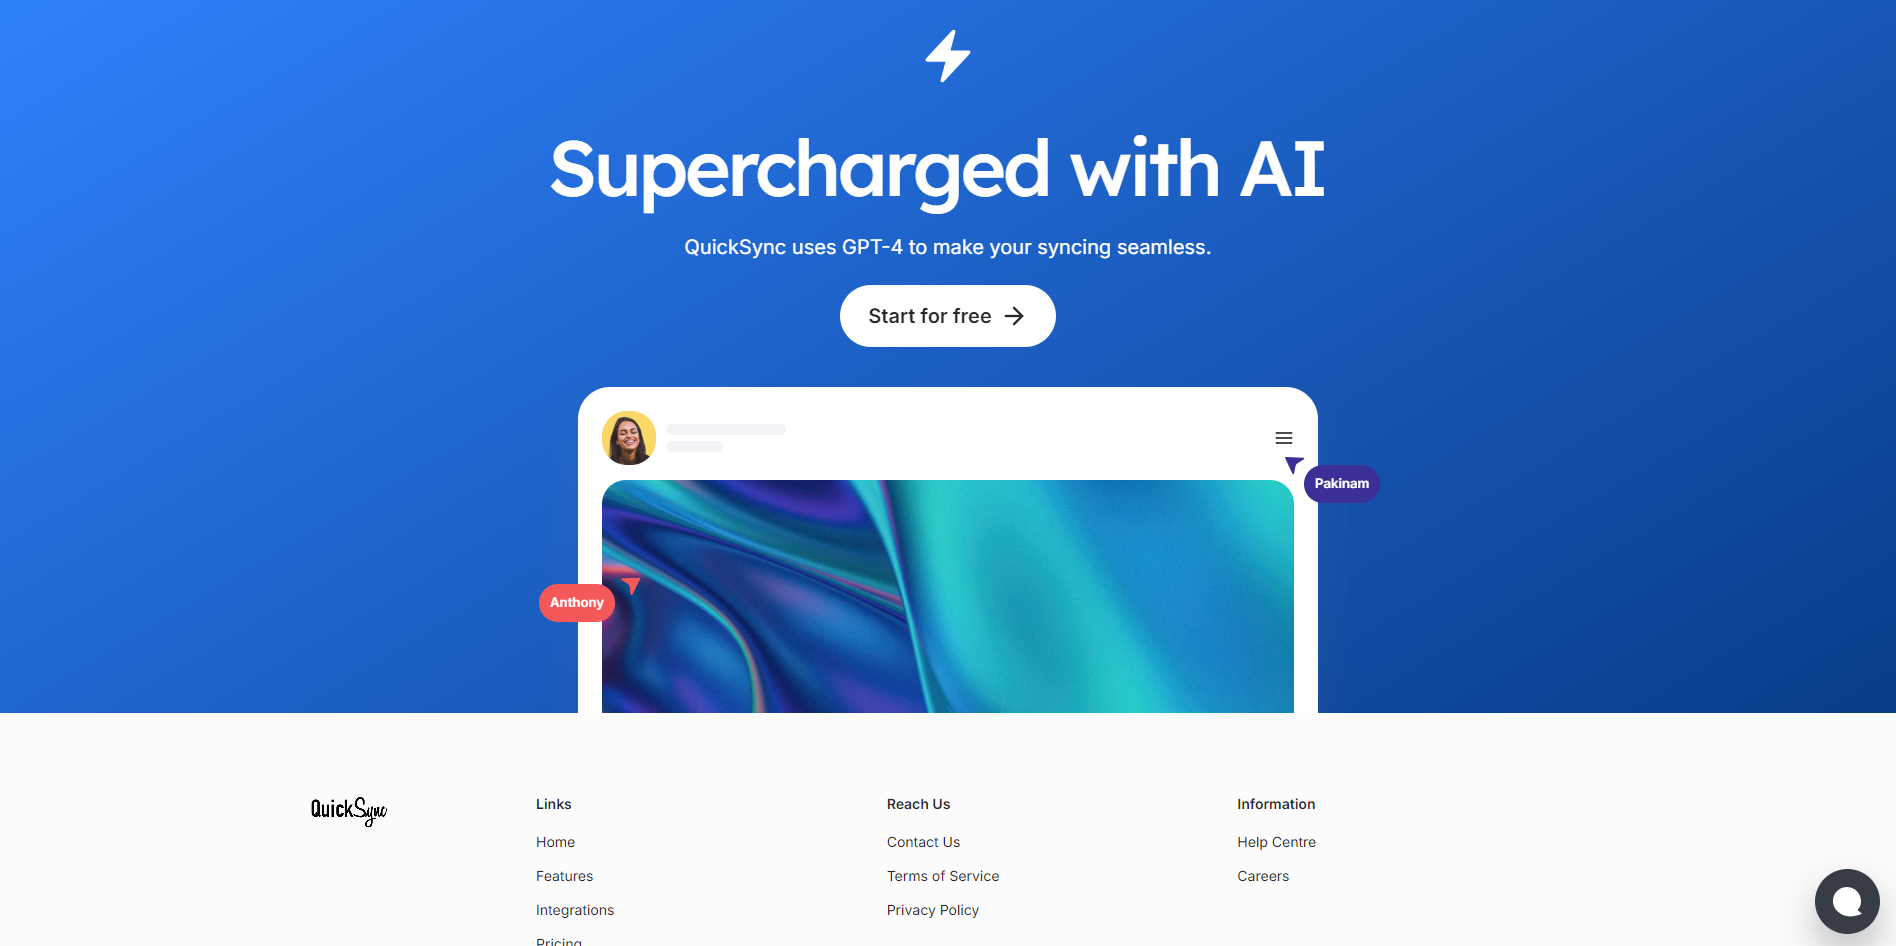 Supercharged with AI
QuickSync uses GPT-4 to make your syncing seamless.
Start for free
Pakinam
Anthony
QuickSync
Links
Home
Features
Integrations
Pricing
Reach Us
Contact Us
Terms of Service
Privacy Policy
Information
Help Centre
Careers